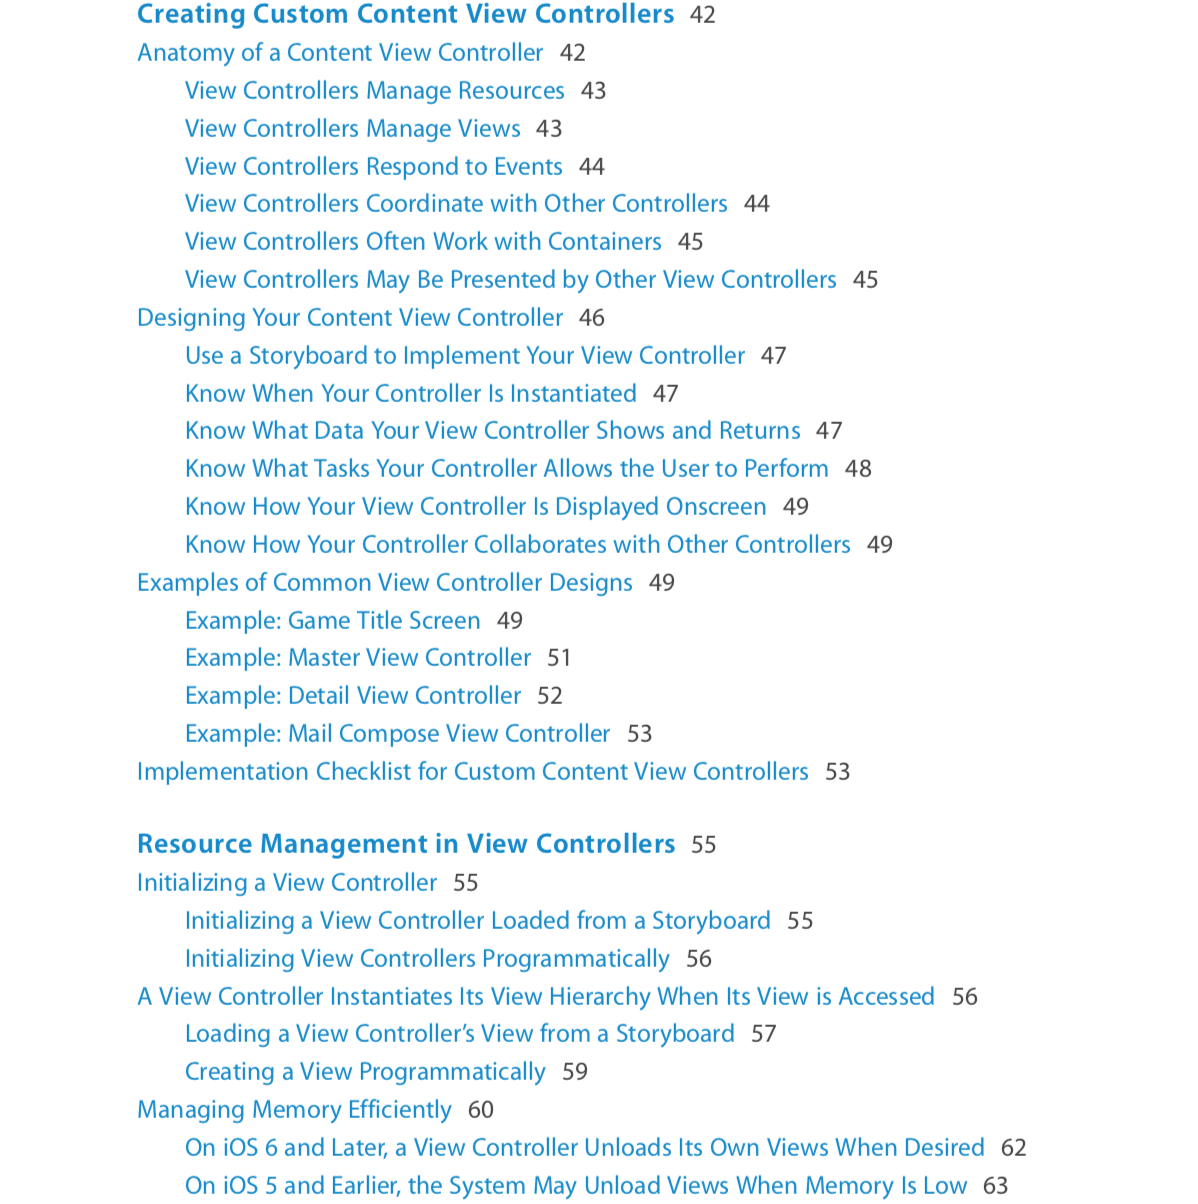 Creating Custom Content View Controllers 42
Anatomy of a Content View Controller 42
View Controllers Manage Resources 43
View Controllers Manage Views 43
View Controllers Respond to Events 44
View Controllers Coordinate with Other Controllers 44
View Controllers Often Work with Containers 45
View Controllers May Be Presented by Other View Controllers 45
Designing Your Content View Controller 46
Use a Storyboard to Implement Your View Controller 47
Know When Your Controller Is Instantiated 47
Know What Data Your View Controller Shows and Returns 47
Know What Tasks Your Controller Allows the User to Perform 48
Know How Your View Controller Is Displayed Onscreen 49
Know How Your Controller Collaborates with Other Controllers 49
Examples of Common View Controller Designs 49
Example: Game Title Screen 49
Example: Master View Controller 51
Example: Detail View Controller 52
Example: Mail Compose View Controller 53
Implementation Checklist for Custom Content View Controllers 53
Resource Management in View Controllers 55
Initializing a View Controller 55
Initializing a View Controller Loaded from a Storyboard 55
Initializing View Controllers Programmatically 56
A View Controller Instantiates Its View Hierarchy When Its View is Accessed 56
Loading a View Controller’s View from a Storyboard 57
Creating a View Programmatically 59
Managing Memory Efficiently 60
On iOS 6 and Later, a View Controller Unloads Its Own Views When Desired 62
On iOS 5 and Earlier, the System May Unload Views When Memory Is Low 63